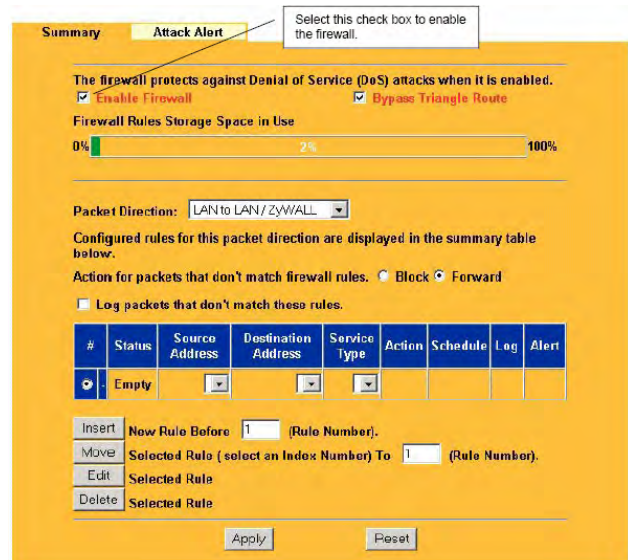 Select this check box to enable
the firewall.
Summary Attack Alert
The firewall protects against Denial of Service (DoS) attacks when it is enabled.
Enable Firewall Bypass Triangle Route
Firewall Rules Storage Space in Use
0% 2% 100%
Packet Direction: LAN to LAN / ZyWALL
Configured rules for this packet direction are displayed in the summary table
below.
Action for packets that don't match firewall rules. Block Forward
Log packets that don't match these rules.
# Status Source Address Destination Address Service Type Action Schedule Log Alert
- Empty
Insert New Rule Before 1 (Rule Number).
Move Selected Rule ( select an Index Number) To 1 (Rule Number).
Edit Selected Rule
Delete Selected Rule
Apply Reset